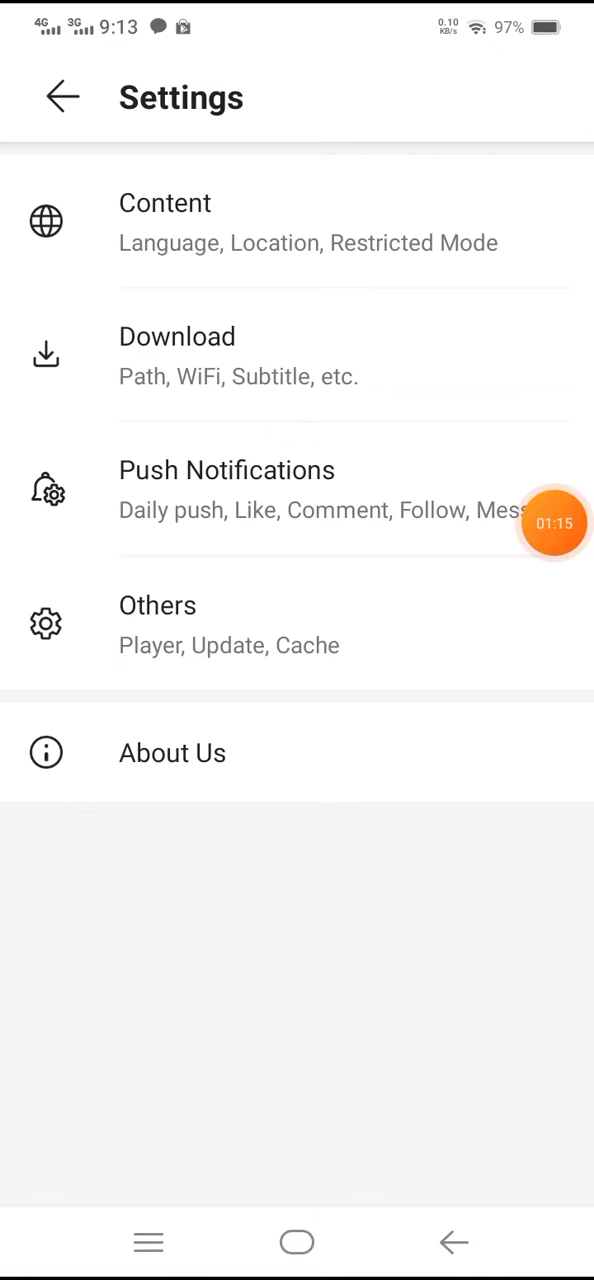 4G 3G 9:13 0.10 KB/s 97%
Settings
Content
Language, Location, Restricted Mode
Download
Path, WiFi, Subtitle, etc.
Push Notifications
Daily push, Like, Comment, Follow, Mess
01:15
Others
Player, Update, Cache
About Us